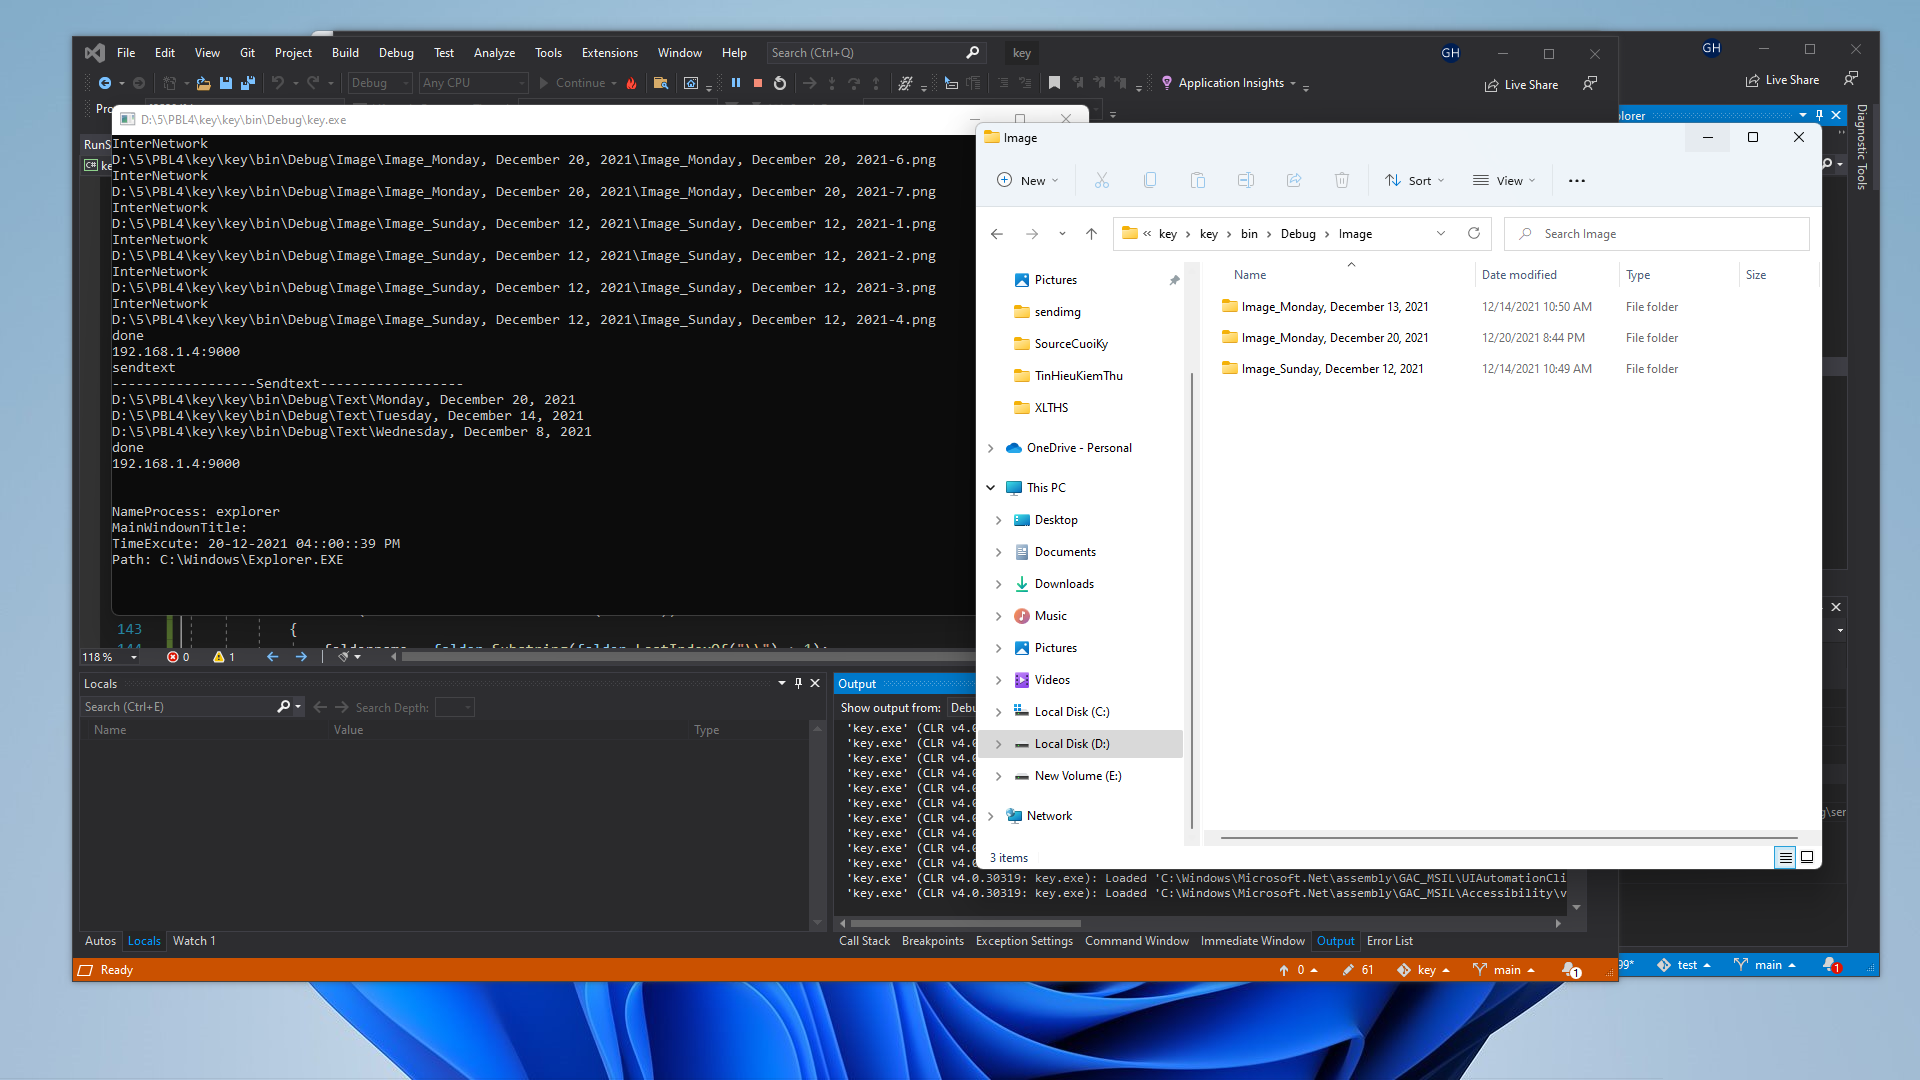 File Edit View Git Project Build Debug Test Analyze Tools Extensions Window Help Search (Ctrl+Q) key GH
GH
Debug Any CPU Continue Application Insights Live Share
Live Share
D:\5\PBL4\key\key\bin\Debug\key.exe
InterNetwork
D:\5\PBL4\key\key\bin\Debug\Image\Image_Monday, December 20, 2021\Image_Monday, December 20, 2021-6.png
InterNetwork
D:\5\PBL4\key\key\bin\Debug\Image\Image_Monday, December 20, 2021\Image_Monday, December 20, 2021-7.png
InterNetwork
D:\5\PBL4\key\key\bin\Debug\Image\Image_Sunday, December 12, 2021\Image_Sunday, December 12, 2021-1.png
InterNetwork
D:\5\PBL4\key\key\bin\Debug\Image\Image_Sunday, December 12, 2021\Image_Sunday, December 12, 2021-2.png
InterNetwork
D:\5\PBL4\key\key\bin\Debug\Image\Image_Sunday, December 12, 2021\Image_Sunday, December 12, 2021-3.png
InterNetwork
D:\5\PBL4\key\key\bin\Debug\Image\Image_Sunday, December 12, 2021\Image_Sunday, December 12, 2021-4.png
done
192.168.1.4:9000
sendtext
------------------Sendtext------------------
D:\5\PBL4\key\key\bin\Debug\Text\Monday, December 20, 2021
D:\5\PBL4\key\key\bin\Debug\Text\Tuesday, December 14, 2021
D:\5\PBL4\key\key\bin\Debug\Text\Wednesday, December 8, 2021
done
192.168.1.4:9000
NameProcess: explorer
MainWindownTitle:
TimeExcute: 20-12-2021 04::00::39 PM
Path: C:\Windows\Explorer.EXE
143 {
118 % 0 1
Locals
Search (Ctrl+E) Search Depth:
Name Value Type
Autos Locals Watch 1
Output
Show output from: Debu
'key.exe' (CLR v4.0
'key.exe' (CLR v4.0
'key.exe' (CLR v4.0
'key.exe' (CLR v4.0
'key.exe' (CLR v4.0
'key.exe' (CLR v4.0
'key.exe' (CLR v4.0
'key.exe' (CLR v4.0
'key.exe' (CLR v4.0
'key.exe' (CLR v4.0
'key.exe' (CLR v4.0.30319: key.exe): Loaded 'C:\Windows\Microsoft.Net\assembly\GAC_MSIL\UIAutomationCli
'key.exe' (CLR v4.0.30319: key.exe): Loaded 'C:\Windows\Microsoft.Net\assembly\GAC_MSIL\Accessibility\v
Call Stack Breakpoints Exception Settings Command Window Immediate Window Output Error List
Ready 0 61 key main 1
Image
New Sort View
key key bin Debug Image Search Image
Pictures
sendimg
SourceCuoiKy
TinHieuKiemThu
XLTHS
OneDrive - Personal
This PC
Desktop
Documents
Downloads
Music
Pictures
Videos
Local Disk (C:)
Local Disk (D:)
New Volume (E:)
Network
Name Date modified Type Size
Image_Monday, December 13, 2021 12/14/2021 10:50 AM File folder
Image_Monday, December 20, 2021 12/20/2021 8:44 PM File folder
Image_Sunday, December 12, 2021 12/14/2021 10:49 AM File folder
3 items
Diagnostic Tools
test main 1